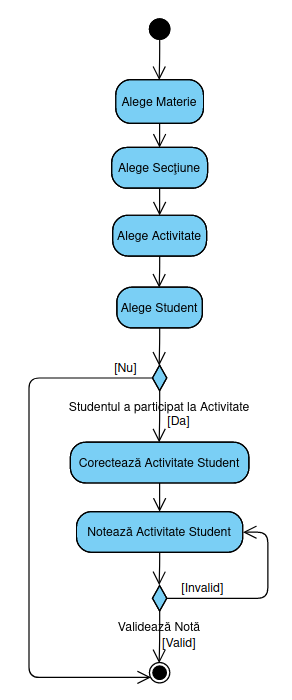 Alege Materie
Alege Secţiune
Alege Activitate
Alege Student
[Nu]
Studentul a participat la Activitate
[Da]
Corectează Activitate Student
Notează Activitate Student
[Invalid]
Validează Notă
[Valid]